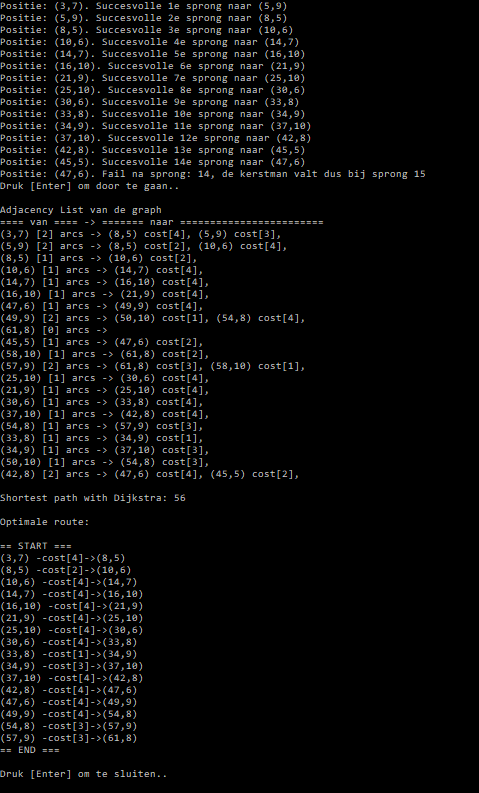 Positie: (3,7). Succesvolle 1e sprong naar (5,9)
Positie: (5,9). Succesvolle 2e sprong naar (8,5)
Positie: (8,5). Succesvolle 3e sprong naar (10,6)
Positie: (10,6). Succesvolle 4e sprong naar (14,7)
Positie: (14,7). Succesvolle 5e sprong naar (16,10)
Positie: (16,10). Succesvolle 6e sprong naar (21,9)
Positie: (21,9). Succesvolle 7e sprong naar (25,10)
Positie: (25,10). Succesvolle 8e sprong naar (30,6)
Positie: (30,6). Succesvolle 9e sprong naar (33,8)
Positie: (33,8). Succesvolle 10e sprong naar (34,9)
Positie: (34,9). Succesvolle 11e sprong naar (37,10)
Positie: (37,10). Succesvolle 12e sprong naar (42,8)
Positie: (42,8). Succesvolle 13e sprong naar (45,5)
Positie: (45,5). Succesvolle 14e sprong naar (47,6)
Positie: (47,6). Fail na sprong: 14, de kerstman valt dus bij sprong 15
Druk [Enter] om door te gaan..
Adjacency List van de graph
==== van ==== -> ======= naar ========================
(3,7) [2] arcs -> (8,5) cost[4], (5,9) cost[3],
(5,9) [2] arcs -> (8,5) cost[2], (10,6) cost[4],
(8,5) [1] arcs -> (10,6) cost[2],
(10,6) [1] arcs -> (14,7) cost[4],
(14,7) [1] arcs -> (16,10) cost[4],
(16,10) [1] arcs -> (21,9) cost[4],
(47,6) [1] arcs -> (49,9) cost[4],
(49,9) [2] arcs -> (50,10) cost[1], (54,8) cost[4],
(61,8) [0] arcs ->
(45,5) [1] arcs -> (47,6) cost[2],
(58,10) [1] arcs -> (61,8) cost[2],
(57,9) [2] arcs -> (61,8) cost[3], (58,10) cost[1],
(25,10) [1] arcs -> (30,6) cost[4],
(21,9) [1] arcs -> (25,10) cost[4],
(30,6) [1] arcs -> (33,8) cost[4],
(37,10) [1] arcs -> (42,8) cost[4],
(54,8) [1] arcs -> (57,9) cost[3],
(33,8) [1] arcs -> (34,9) cost[1],
(34,9) [1] arcs -> (37,10) cost[3],
(50,10) [1] arcs -> (54,8) cost[3],
(42,8) [2] arcs -> (47,6) cost[4], (45,5) cost[2],
Shortest path with Dijkstra: 56
Optimale route:
== START ===
(3,7) -cost[4]->(8,5)
(8,5) -cost[2]->(10,6)
(10,6) -cost[4]->(14,7)
(14,7) -cost[4]->(16,10)
(16,10) -cost[4]->(21,9)
(21,9) -cost[4]->(25,10)
(25,10) -cost[4]->(30,6)
(30,6) -cost[4]->(33,8)
(33,8) -cost[1]->(34,9)
(34,9) -cost[3]->(37,10)
(37,10) -cost[4]->(42,8)
(42,8) -cost[4]->(47,6)
(47,6) -cost[4]->(49,9)
(49,9) -cost[4]->(54,8)
(54,8) -cost[3]->(57,9)
(57,9) -cost[3]->(61,8)
== END ===
Druk [Enter] om te sluiten..